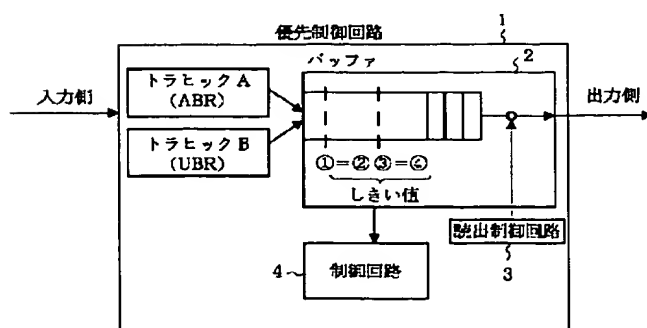 優先制御回路
1
バッファ
2
トラヒックA
(ABR)
入力側
出力側
トラヒックB
(UBR)
①=②③=④
しきい値
読出制御回路
3
4
制御回路